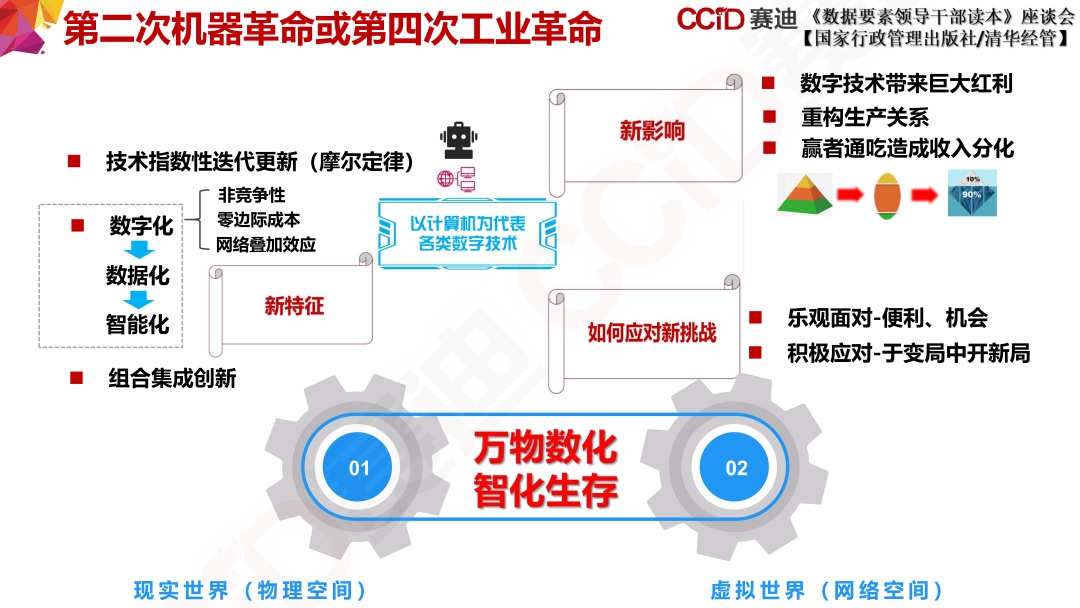 第二次机器革命或第四次工业革命
CCID 赛迪
《数据要素领导干部读本》座谈会
【国家行政管理出版社/清华经管】
技术指数性迭代更新（摩尔定律）
数字化
非竞争性
零边际成本
网络叠加效应
数据化
智能化
组合集成创新
新特征
以计算机为代表
各类数字技术
新影响
数字技术带来巨大红利
重构生产关系
赢者通吃造成收入分化
10%
90%
如何应对新挑战
乐观面对-便利、机会
积极应对-于变局中开新局
01
万物数化
智化生存
02
现实世界（物理空间）
虚拟世界（网络空间）